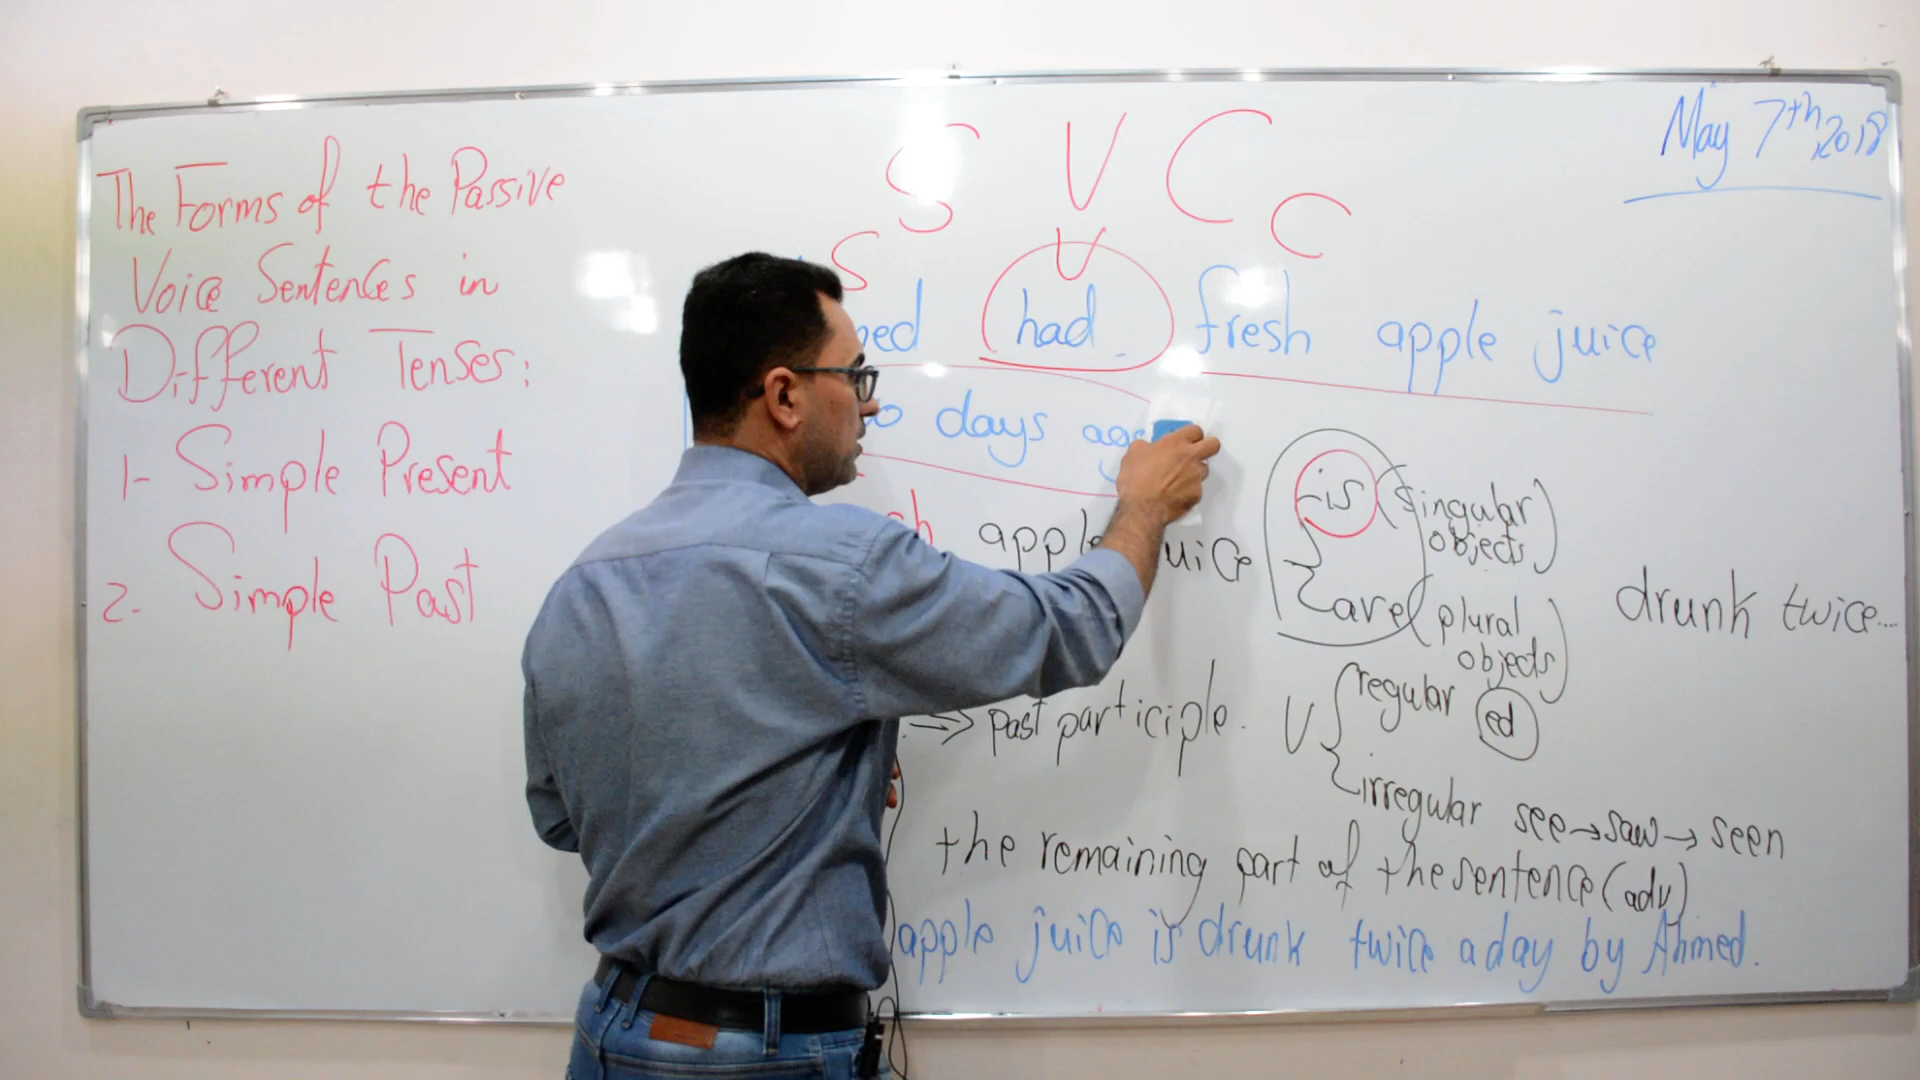 The Forms of the Passive
Voice Sentences in
Different Tenses:
1- Simple Present
2- Simple Past
May 7th, 2018
S V C
S V C
had fresh apple juice
days
apple
is (singular
objects)
are (plural
objects)
drunk twice...
=> past participle.
V regular ed
irregular see→saw→seen
the remaining part of the sentence (adv)
apple juice is drunk twice a day by Ahmed.